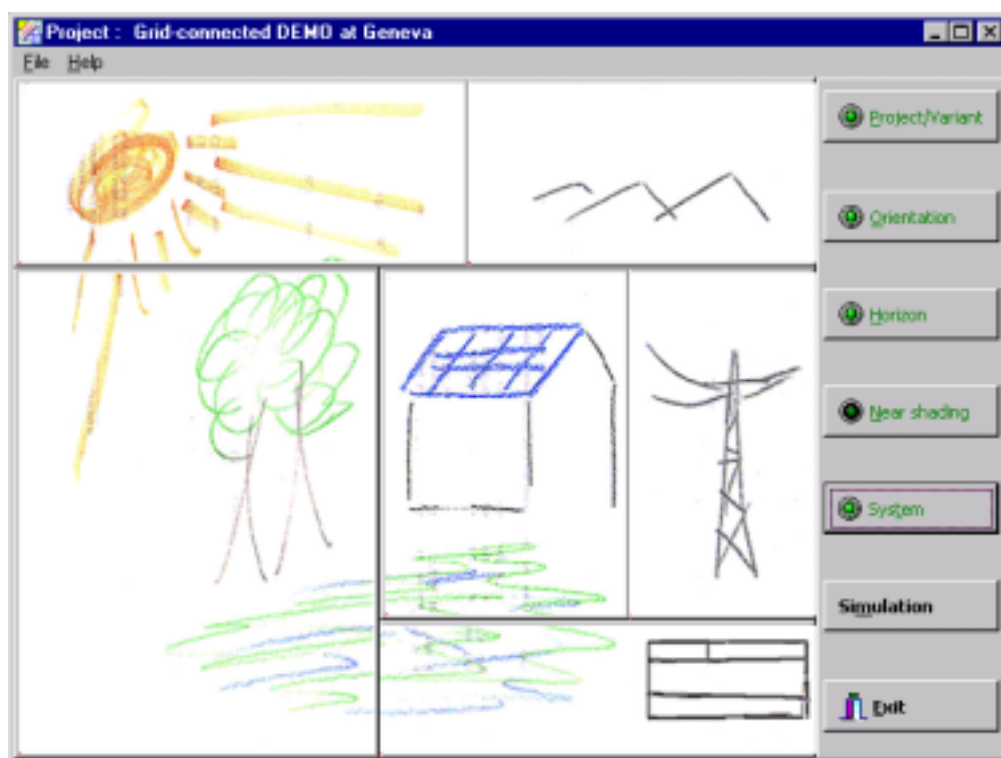 Project : Grid-connected DEMO at Geneva
File Help
Project/Variant
Orientation
Horizon
Near shading
System
Simulation
Exit